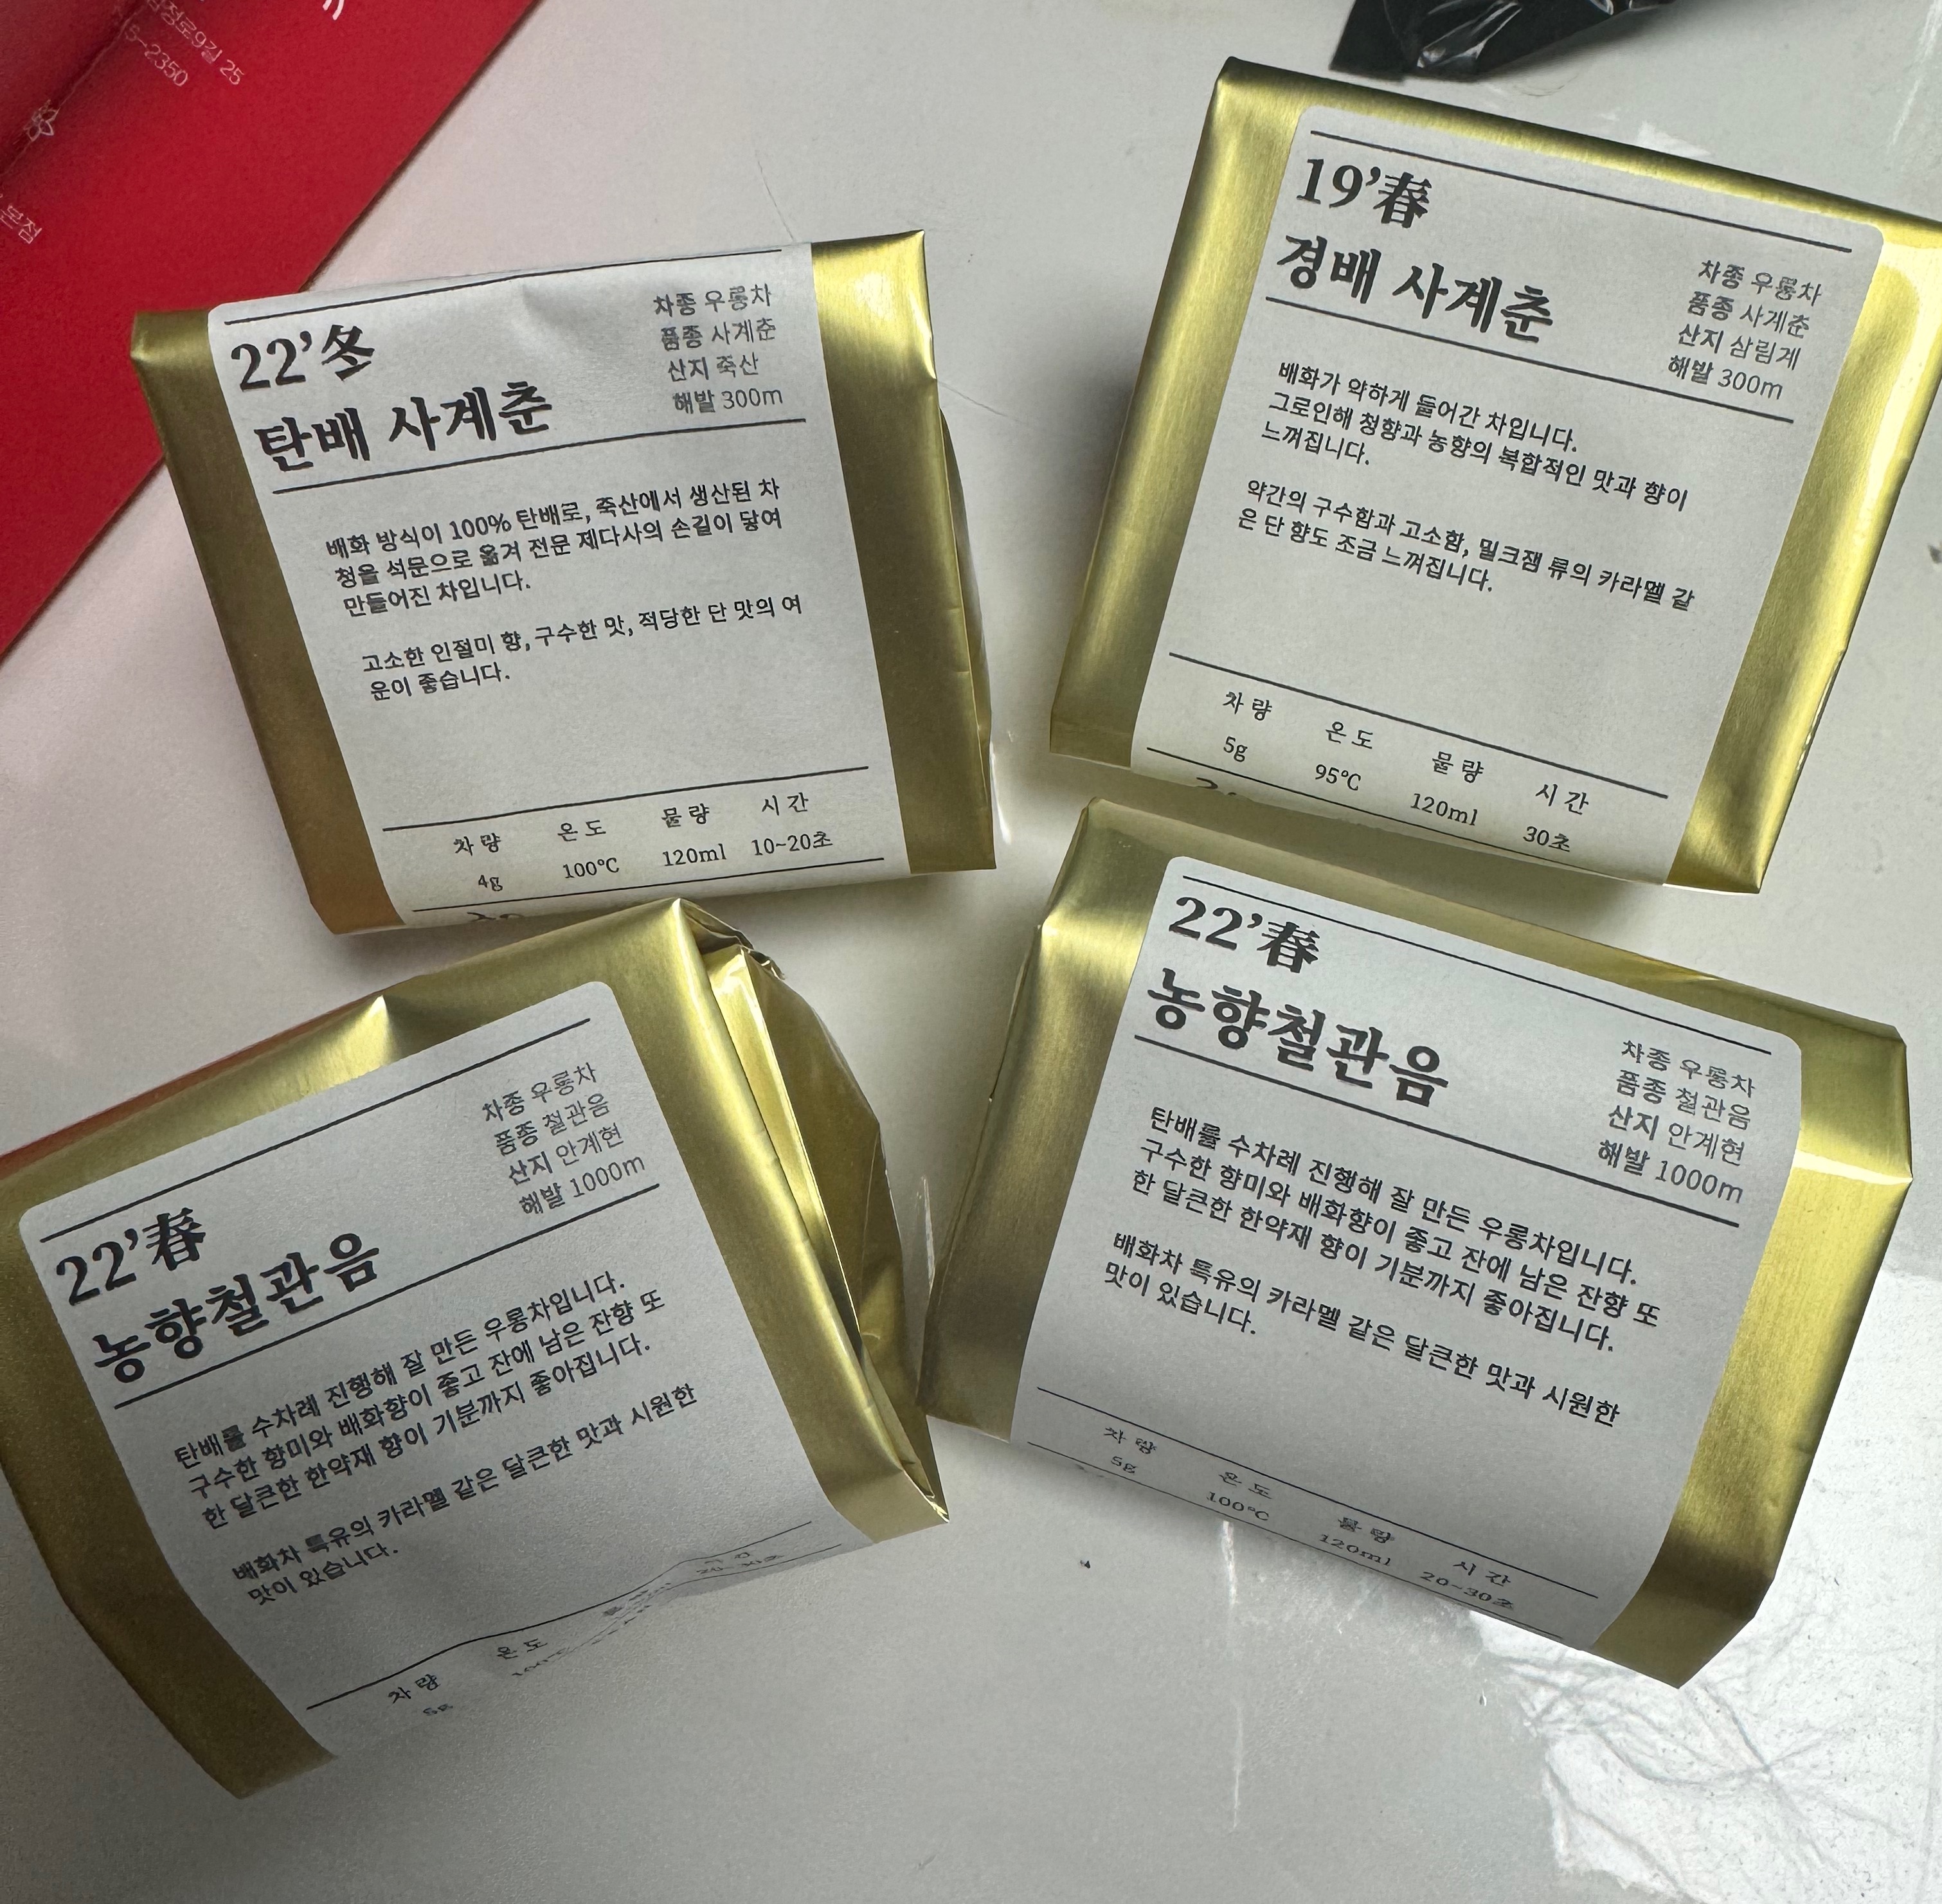 정로9길 25
5-2350
본점
22’冬
탄배 사계춘
차종 우롱차
품종 사계춘
산지 죽산
해발 300m
배화 방식이 100% 탄배로, 죽산에서 생산된 차
청을 석문으로 옮겨 전문 제다사의 손길이 닿여
만들어진 차입니다.
고소한 인절미 향, 구수한 맛, 적당한 단 맛의 여
운이 좋습니다.
차 량 온 도 물 량 시 간
4g 100℃ 120ml 10~20초
19’春
경배 사계춘
차종 우롱차
품종 사계춘
산지 삼림계
해발 300m
배화가 약하게 들어간 차입니다.
그로인해 청향과 농향의 복합적인 맛과 향이
느껴집니다.
약간의 구수함과 고소함, 밀크잼 류의 카라멜 같
은 단 향도 조금 느껴집니다.
차 량 온 도 물 량 시 간
5g 95℃ 120ml 30초
22’春
농향철관음
차종 우롱차
품종 철관음
산지 안계현
해발 1000m
탄배를 수차례 진행해 잘 만든 우롱차입니다.
구수한 향미와 배화향이 좋고 잔에 남은 잔향 또
한 달큰한 한약재 향이 기분까지 좋아집니다.
배화차 특유의 카라멜 같은 달큰한 맛과 시원한
맛이 있습니다.
차 량 온 도
5g 100℃ 20~30초
22’春
농향철관음
차종 우롱차
품종 철관음
산지 안계현
해발 1000m
탄배를 수차례 진행해 잘 만든 우롱차입니다.
구수한 향미와 배화향이 좋고 잔에 남은 잔향 또
한 달큰한 한약재 향이 기분까지 좋아집니다.
배화차 특유의 카라멜 같은 달큰한 맛과 시원한
맛이 있습니다.
차 량 온 도 물 량 시 간
5g 100℃ 120ml 20~30초